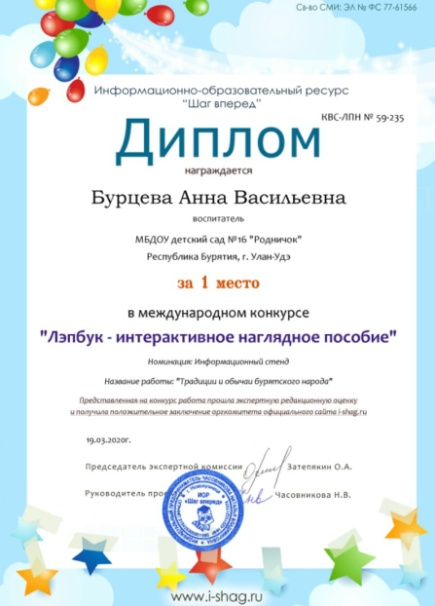 Св-во СМИ: ЭЛ № ФС 77-61566
Информационно-образовательный ресурс
"Шаг вперед"
КВС-ЛПН № 59-235
Диплом
награждается
Бурцева Анна Васильевна
воспитатель
МБДОУ детский сад №16 "Родничок"
Республика Бурятия, г. Улан-Удэ
за 1 место
в международном конкурсе
"Лэпбук - интерактивное наглядное пособие"
Номинация: Информационный стенд
Название работы: "Традиции и обычаи бурятского народа"
Представленная на конкурс работа прошла экспертную редакционную оценку
и получила положительное заключение оргкомитета официального сайта i-shag.ru
19.03.2020г.
Председатель экспертной комиссии Затепякин О.А.
Руководитель Часовникова Н.В.
ИОР
«Шаг вперед»
www.i-shag.ru